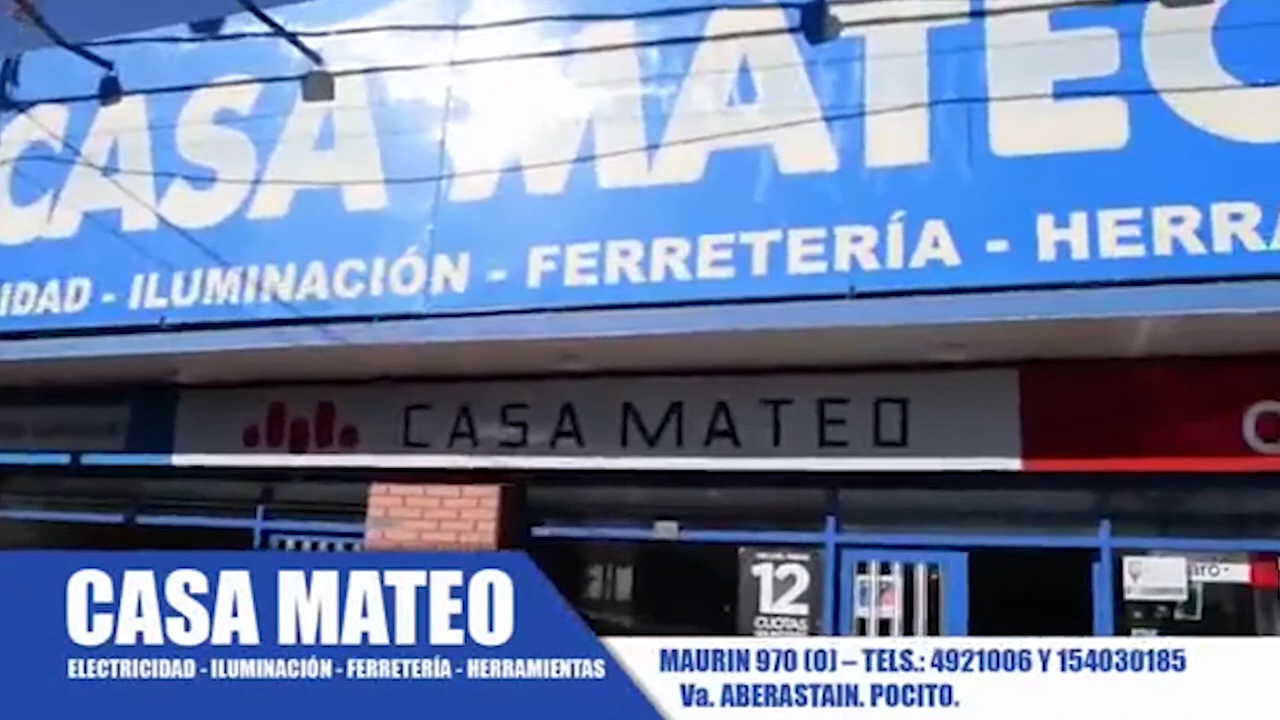 CASA MATEO
IDAD - ILUMINACIÓN - FERRETERÍA - HERRA
CASA MATEO
12
CUOTAS
CASA MATEO
ELECTRICIDAD - ILUMINACIÓN - FERRETERÍA - HERRAMIENTAS
MAURIN 970 (O) – TELS.: 4921006 Y 154030185
Va. ABERASTAIN. POCITO.